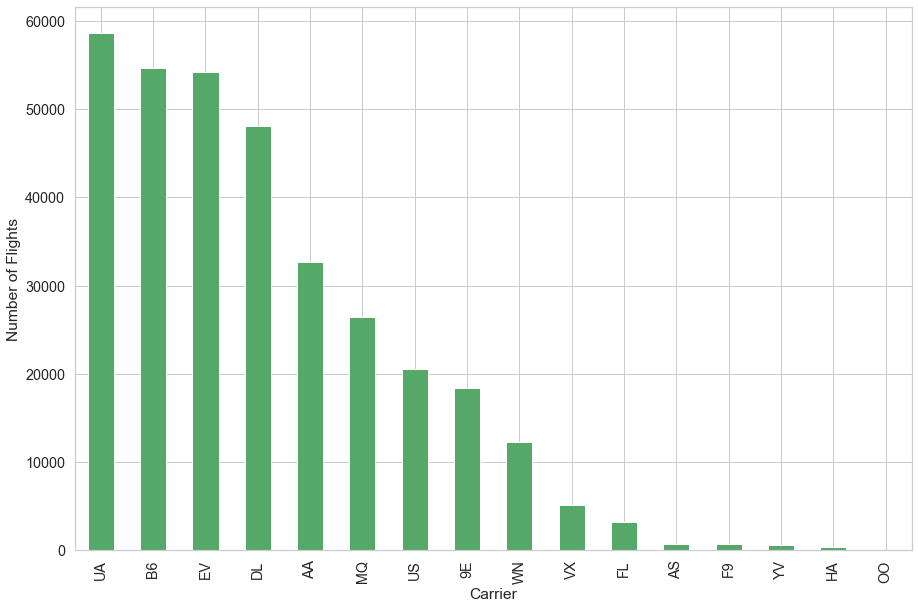 60000
50000
40000
30000
20000
10000
0
Number of Flights
UA B6 EV DL AA MQ US 9E WN VX FL AS F9 YV HA OO
Carrier